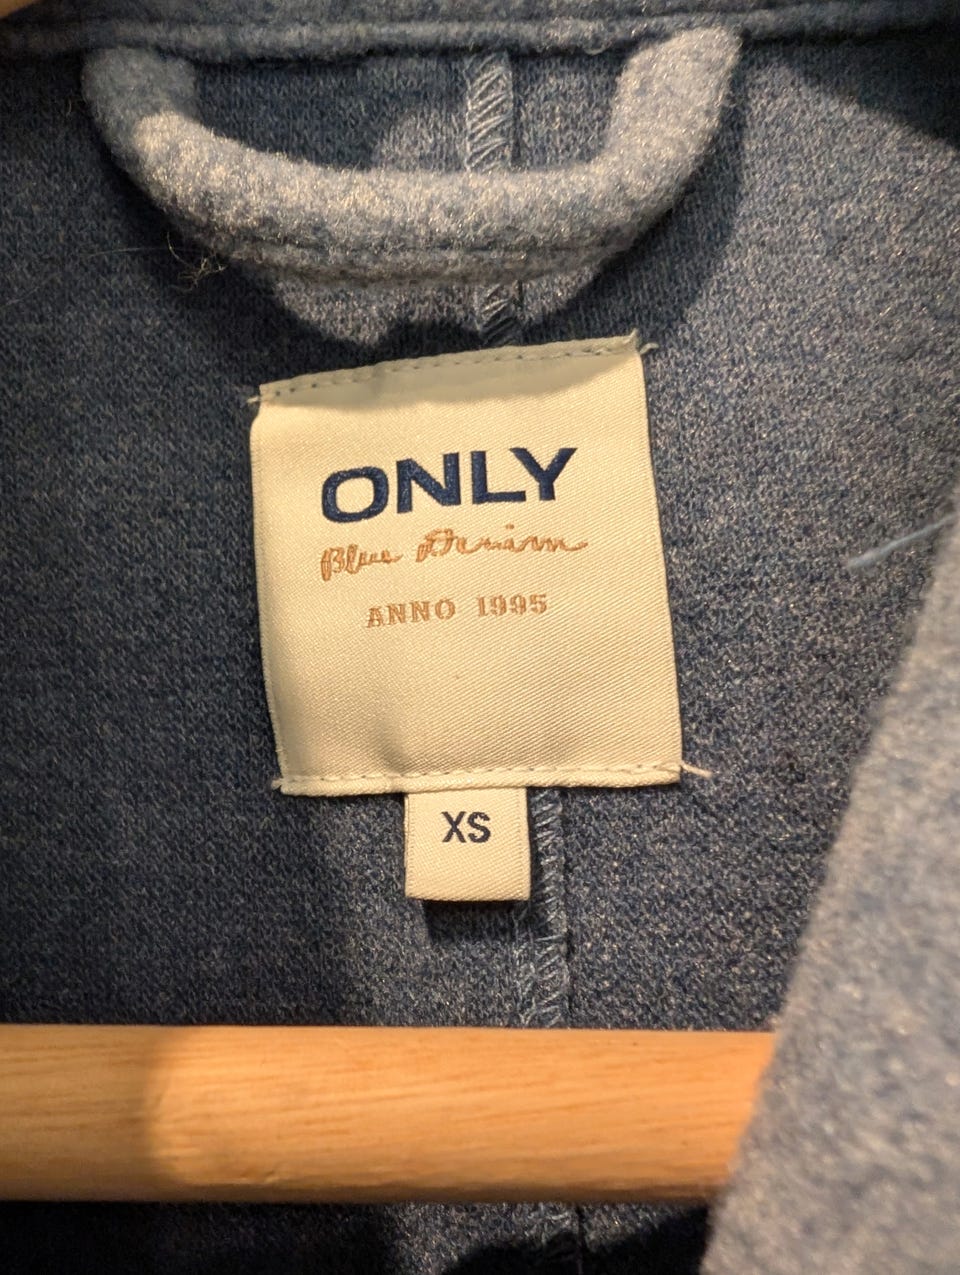 ONLY
Blue Denim
ANNO 1995
XS